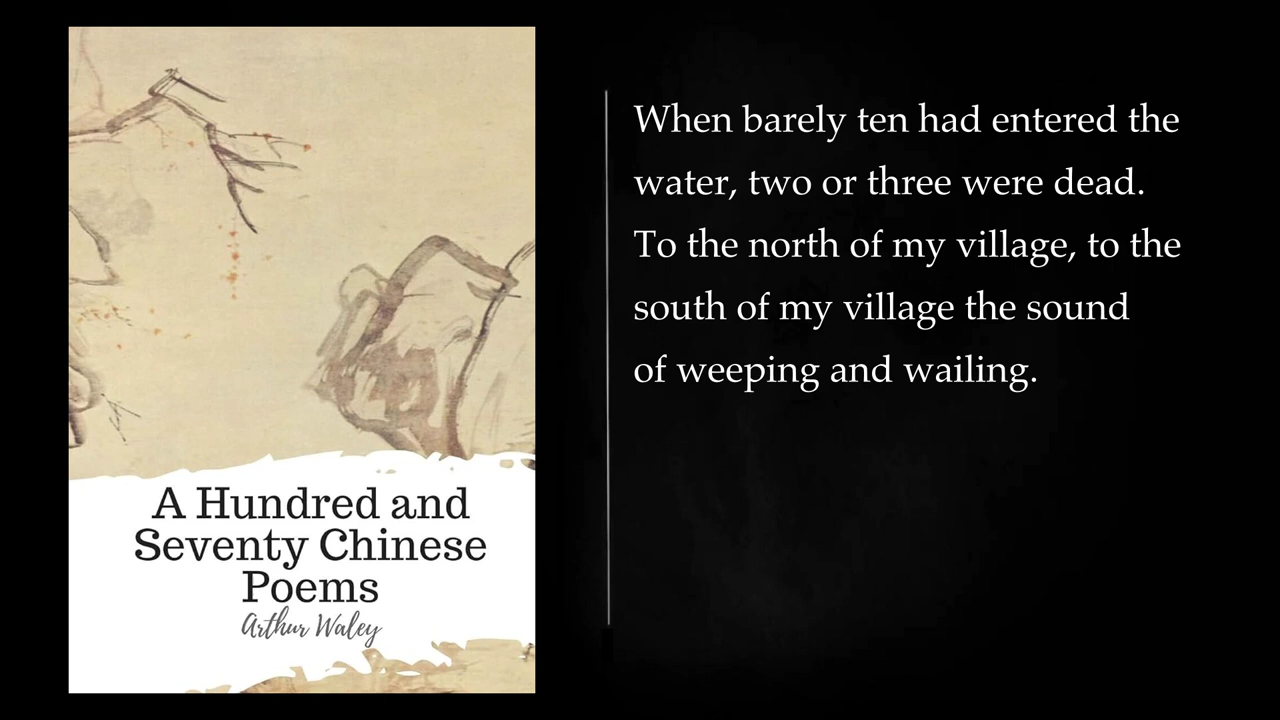 A Hundred and
Seventy Chinese
Poems
Arthur Waley
When barely ten had entered the
water, two or three were dead.
To the north of my village, to the
south of my village the sound
of weeping and wailing.